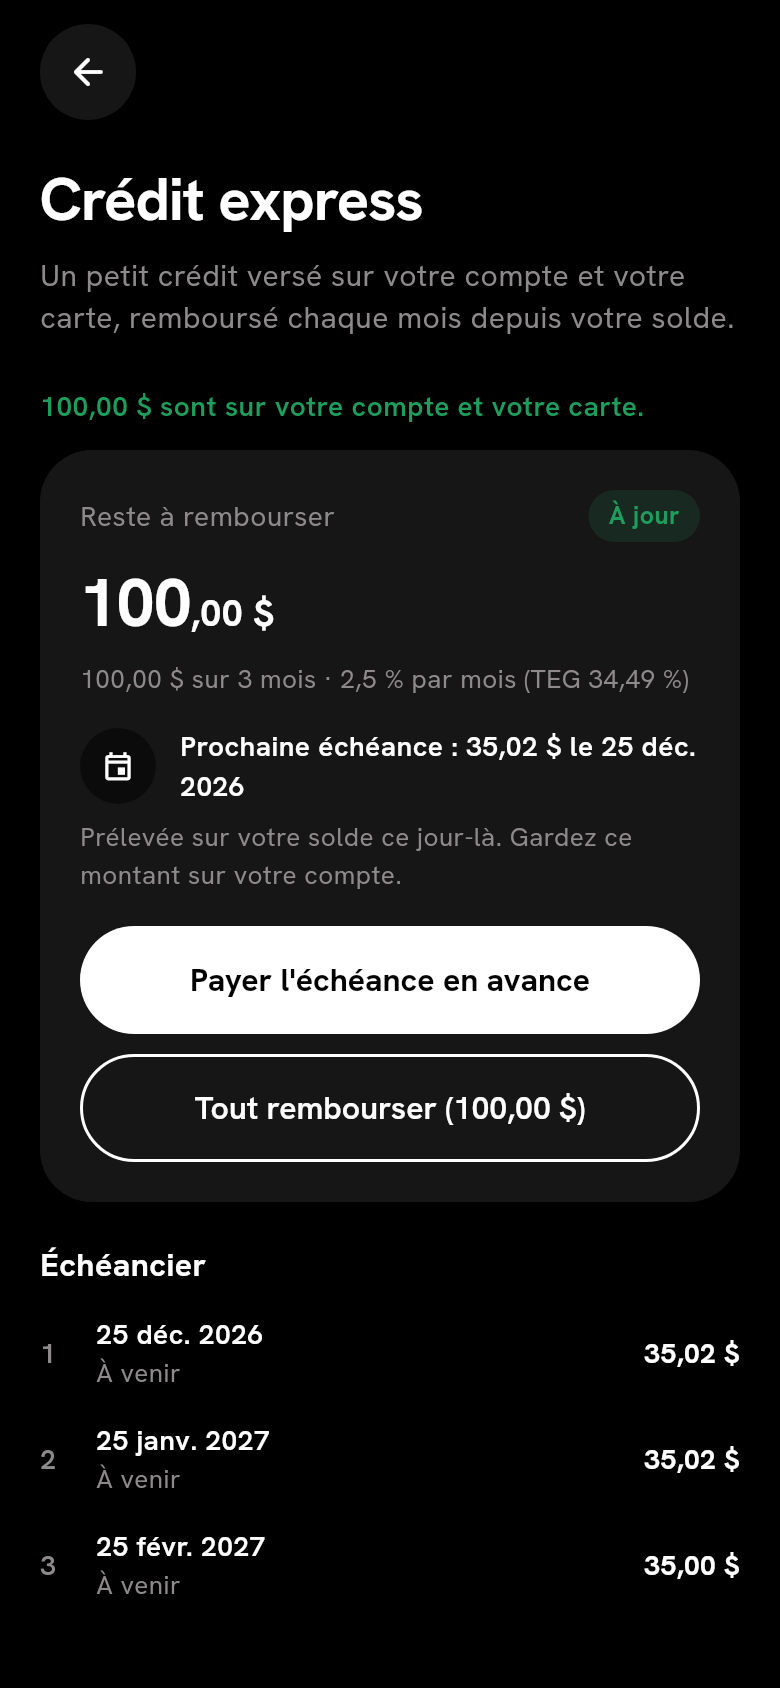 Crédit express
Un petit crédit versé sur votre compte et votre
carte, remboursé chaque mois depuis votre solde.
100,00 $ sont sur votre compte et votre carte.
Reste à rembourser
À jour
100,00 $
100,00 $ sur 3 mois · 2,5 % par mois (TEG 34,49 %)
Prochaine échéance : 35,02 $ le 25 déc.
2026
Prélevée sur votre solde ce jour-là. Gardez ce
montant sur votre compte.
Payer l'échéance en avance
Tout rembourser (100,00 $)
Échéancier
1
25 déc. 2026
À venir
35,02 $
2
25 janv. 2027
À venir
35,02 $
3
25 févr. 2027
À venir
35,00 $